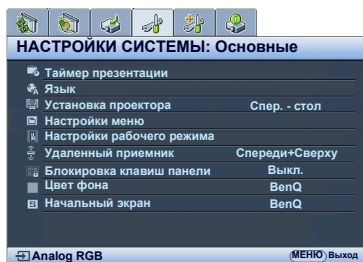 НАСТРОЙКИ СИСТЕМЫ: Основные
Таймер презентации
Язык
Установка проектора Спер. - стол
Настройки меню
Настройки рабочего режима
Удаленный приемник Спереди+Сверху
Блокировка клавиш панели Выкл.
Цвет фона BenQ
Начальный экран BenQ
Analog RGB МЕНЮ Выход